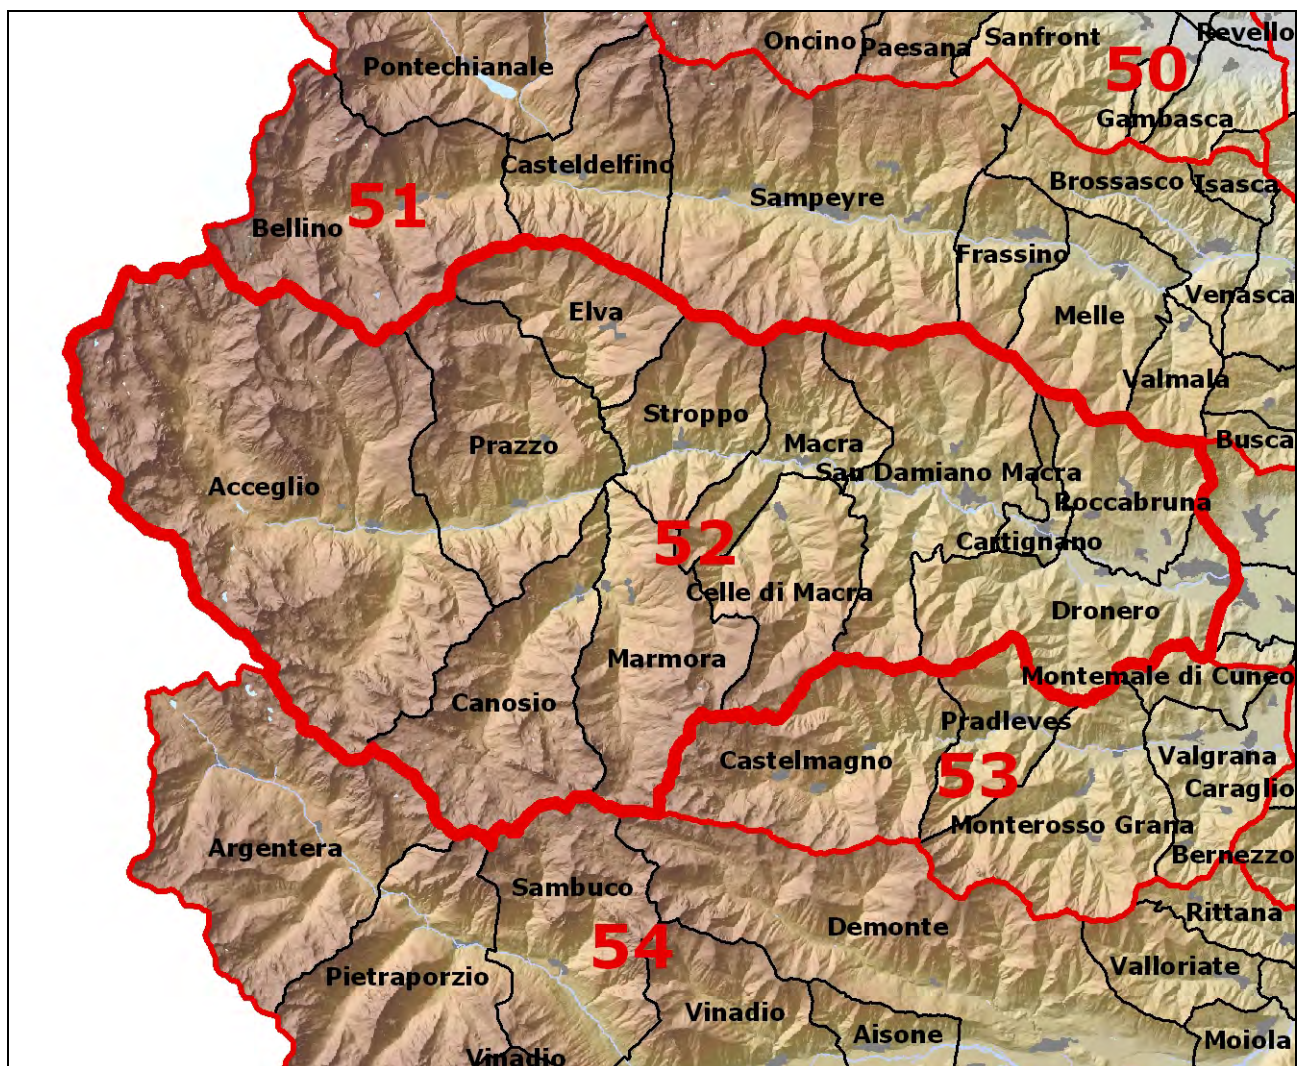 Revello
Sanfront
Oncino
Paesana
Pontechianale
50
Gambasca
Casteldelfino
Brossasco
Isasca
Sampeyre
51
Bellino
Frassino
Venasca
Elva
Melle
Valmala
Stroppo
Busca
Macra
Prazzo
San Damiano Macra
Acceglio
Roccabruna
52
Cartignano
Celle di Macra
Dronero
Marmora
Montemale di Cuneo
Canosio
Pradleves
Valgrana
Castelmagno
53
Caraglio
Monterosso Grana
Argentera
Bernezzo
Sambuco
Rittana
Demonte
54
Valloriate
Pietraporzio
Vinadio
Aisone
Moiola
Vinadio